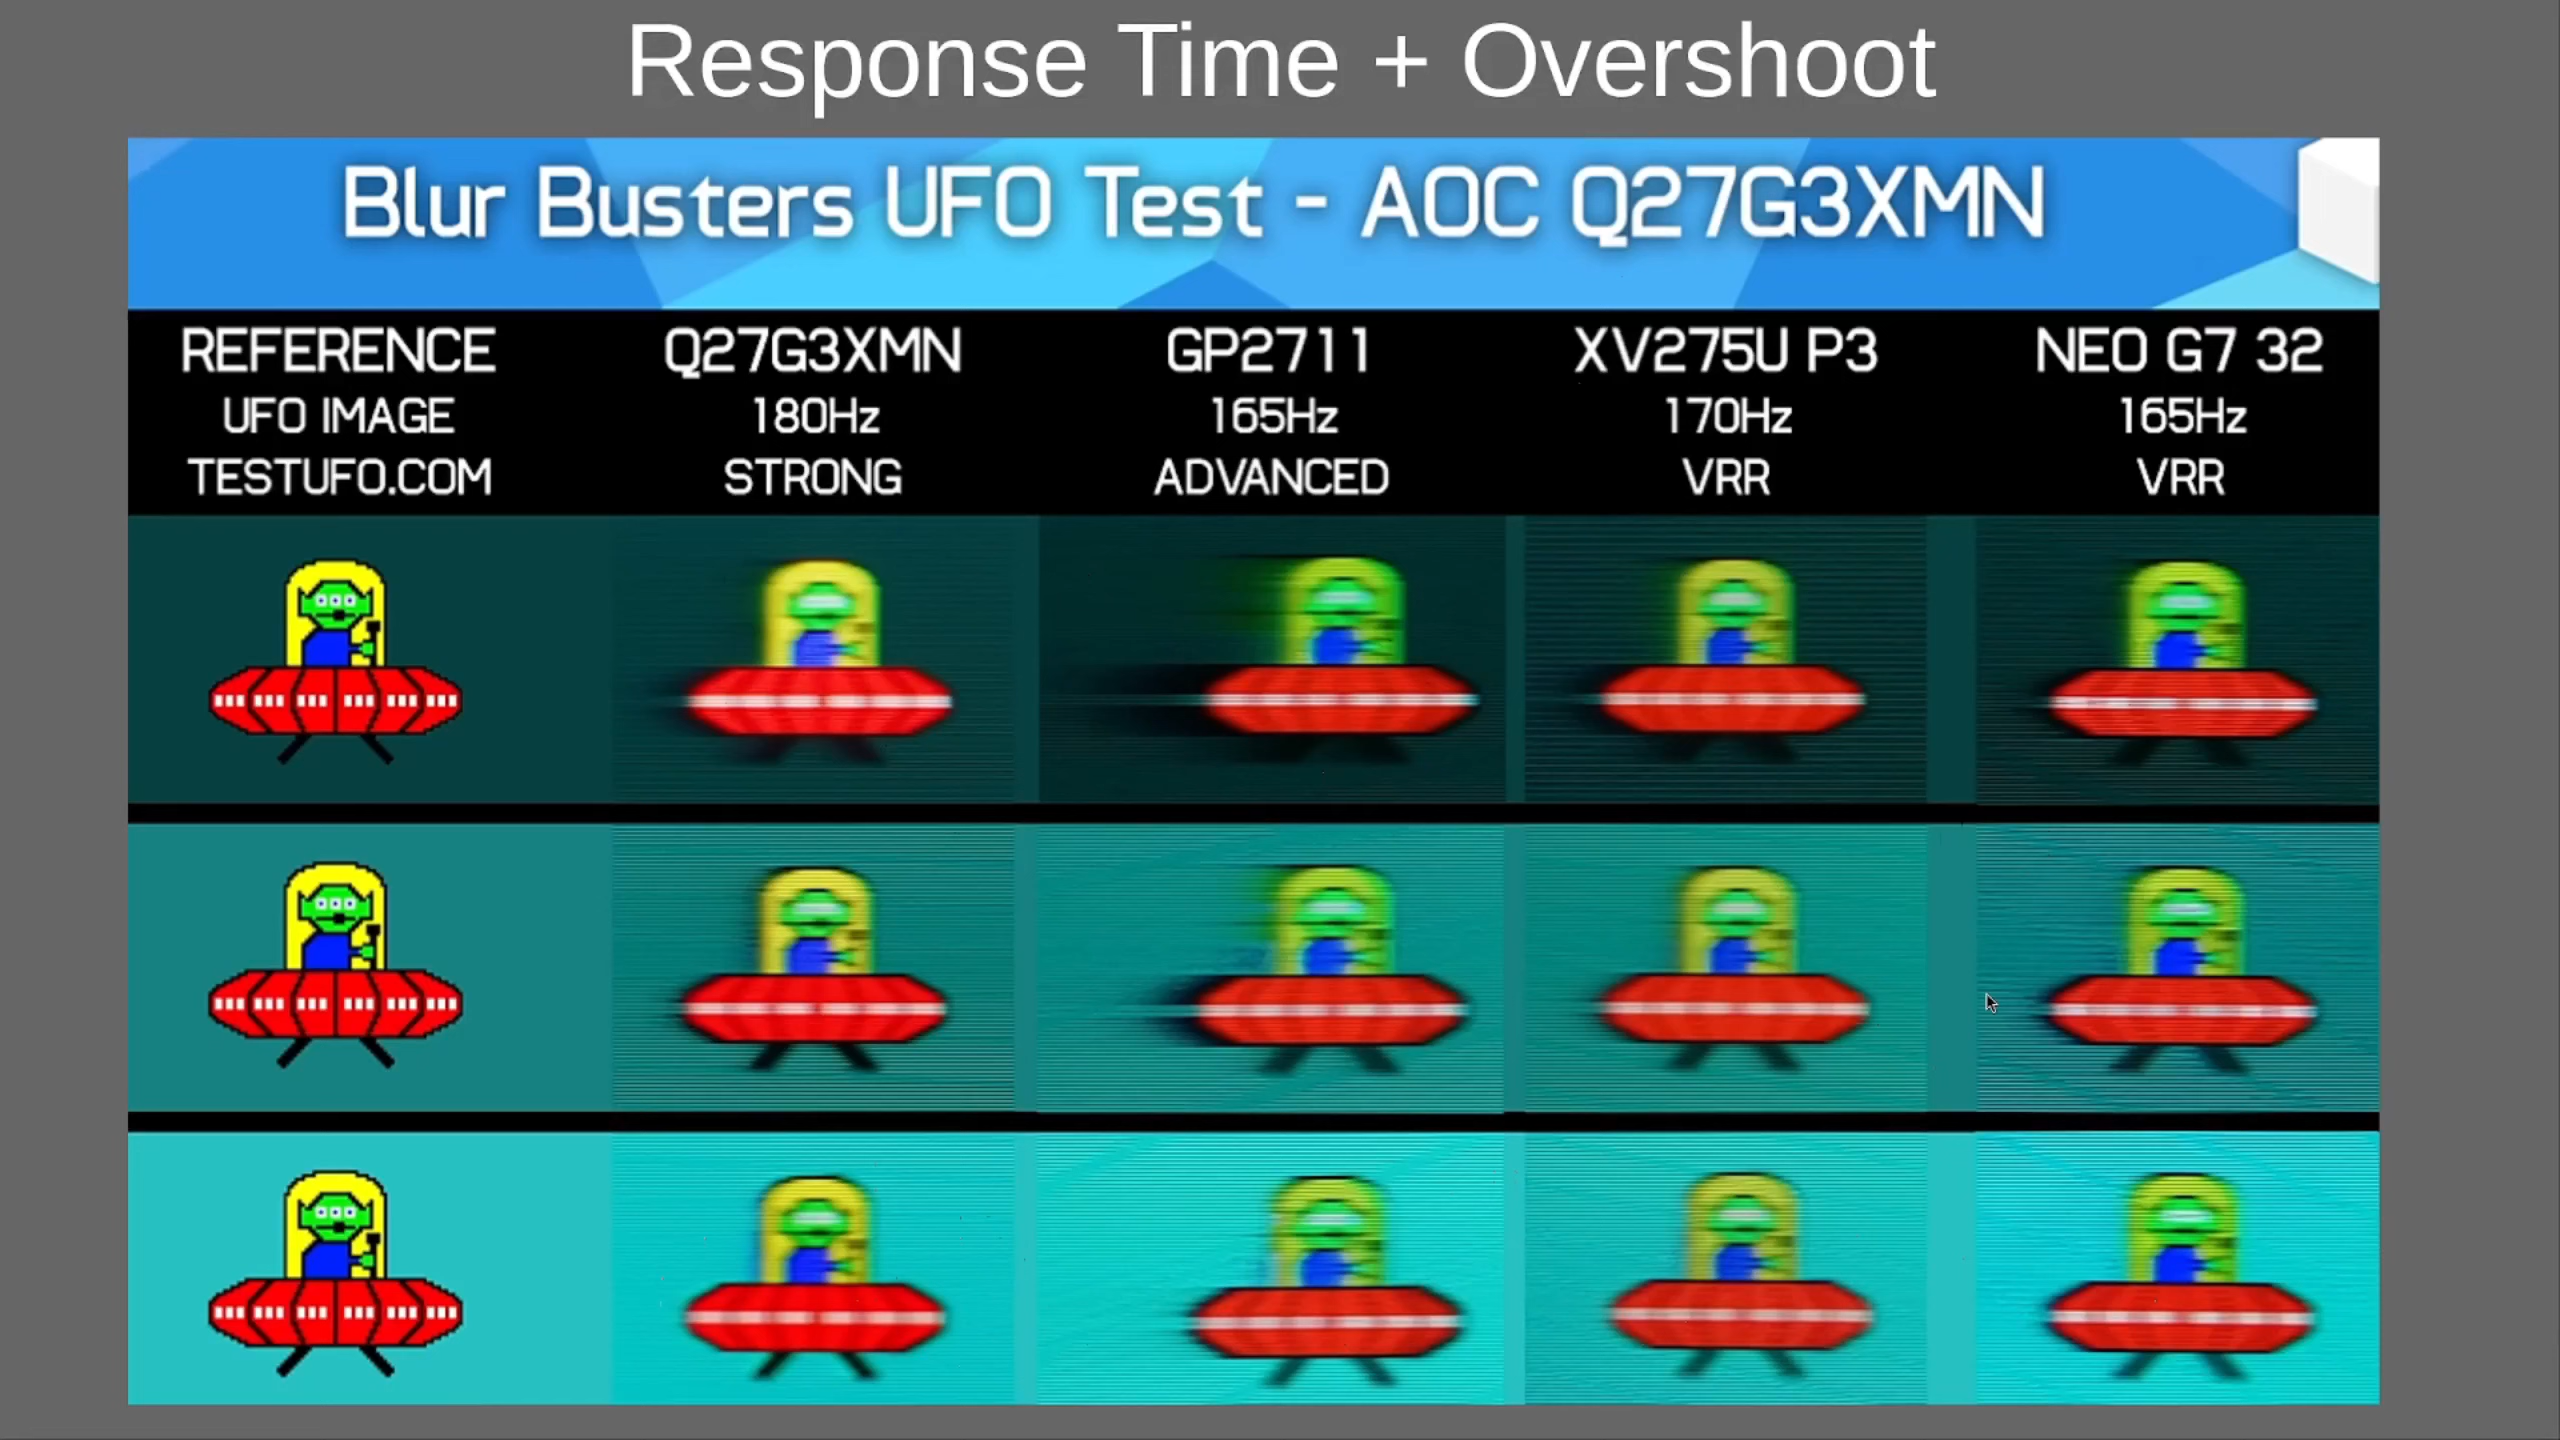 Response Time + Overshoot
Blur Busters UFO Test - AOC Q27G3XMN
REFERENCE
UFO IMAGE
TESTUFO.COM
Q27G3XMN
180Hz
STRONG
GP2711
165Hz
ADVANCED
XV275U P3
170Hz
VRR
NEO G7 32
165Hz
VRR